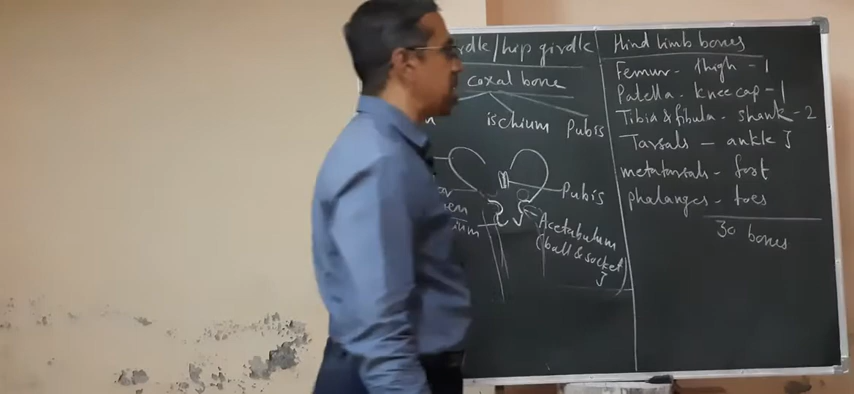 rdle/hip girdle
coxal bone
ischium Pubis
Pubis
Acetabulum
(ball & socket
J
Hind limb bones
Femur - thigh - 1
Patella - knee cap - 1
Tibia & fibula - shank - 2
Tarsals - ankle J
metatarsals - foot
phalanges - toes
30 bones